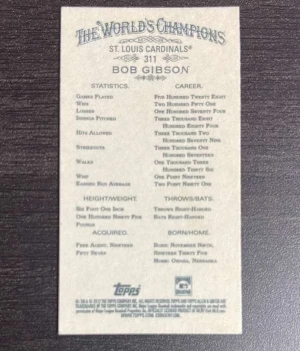 THE WORLD'S CHAMPIONS
ST. LOUIS CARDINALS®
311
BOB GIBSON
STATISTICS. CAREER.
GAMES PLAYED FIVE HUNDRED TWENTY EIGHT
WINS TWO HUNDRED FIFTY ONE
LOSSES ONE HUNDRED SEVENTY FOUR
INNINGS PITCHED THREE THOUSAND EIGHT
HUNDRED EIGHTY FOUR
HITS ALLOWED THREE THOUSAND TWO
HUNDRED SEVENTY NINE
STRIKEOUTS THREE THOUSAND ONE
HUNDRED SEVENTEEN
WALKS ONE THOUSAND THREE
HUNDRED THIRTY SIX
WHIP ONE POINT NINETEEN
EARNED RUN AVERAGE TWO POINT NINETY ONE
HEIGHT/WEIGHT. THROWS/BATS.
SIX FOOT ONE INCH THROWS RIGHT-HANDED
ONE HUNDRED NINETY FIVE BATS RIGHT-HANDED
POUNDS
ACQUIRED. BORN/HOME.
FREE AGENT, NINETEEN BORN: NOVEMBER NINTH,
FIFTY SEVEN NINETEEN THIRTY FIVE
HOME: OMAHA, NEBRASKA
TOPPS